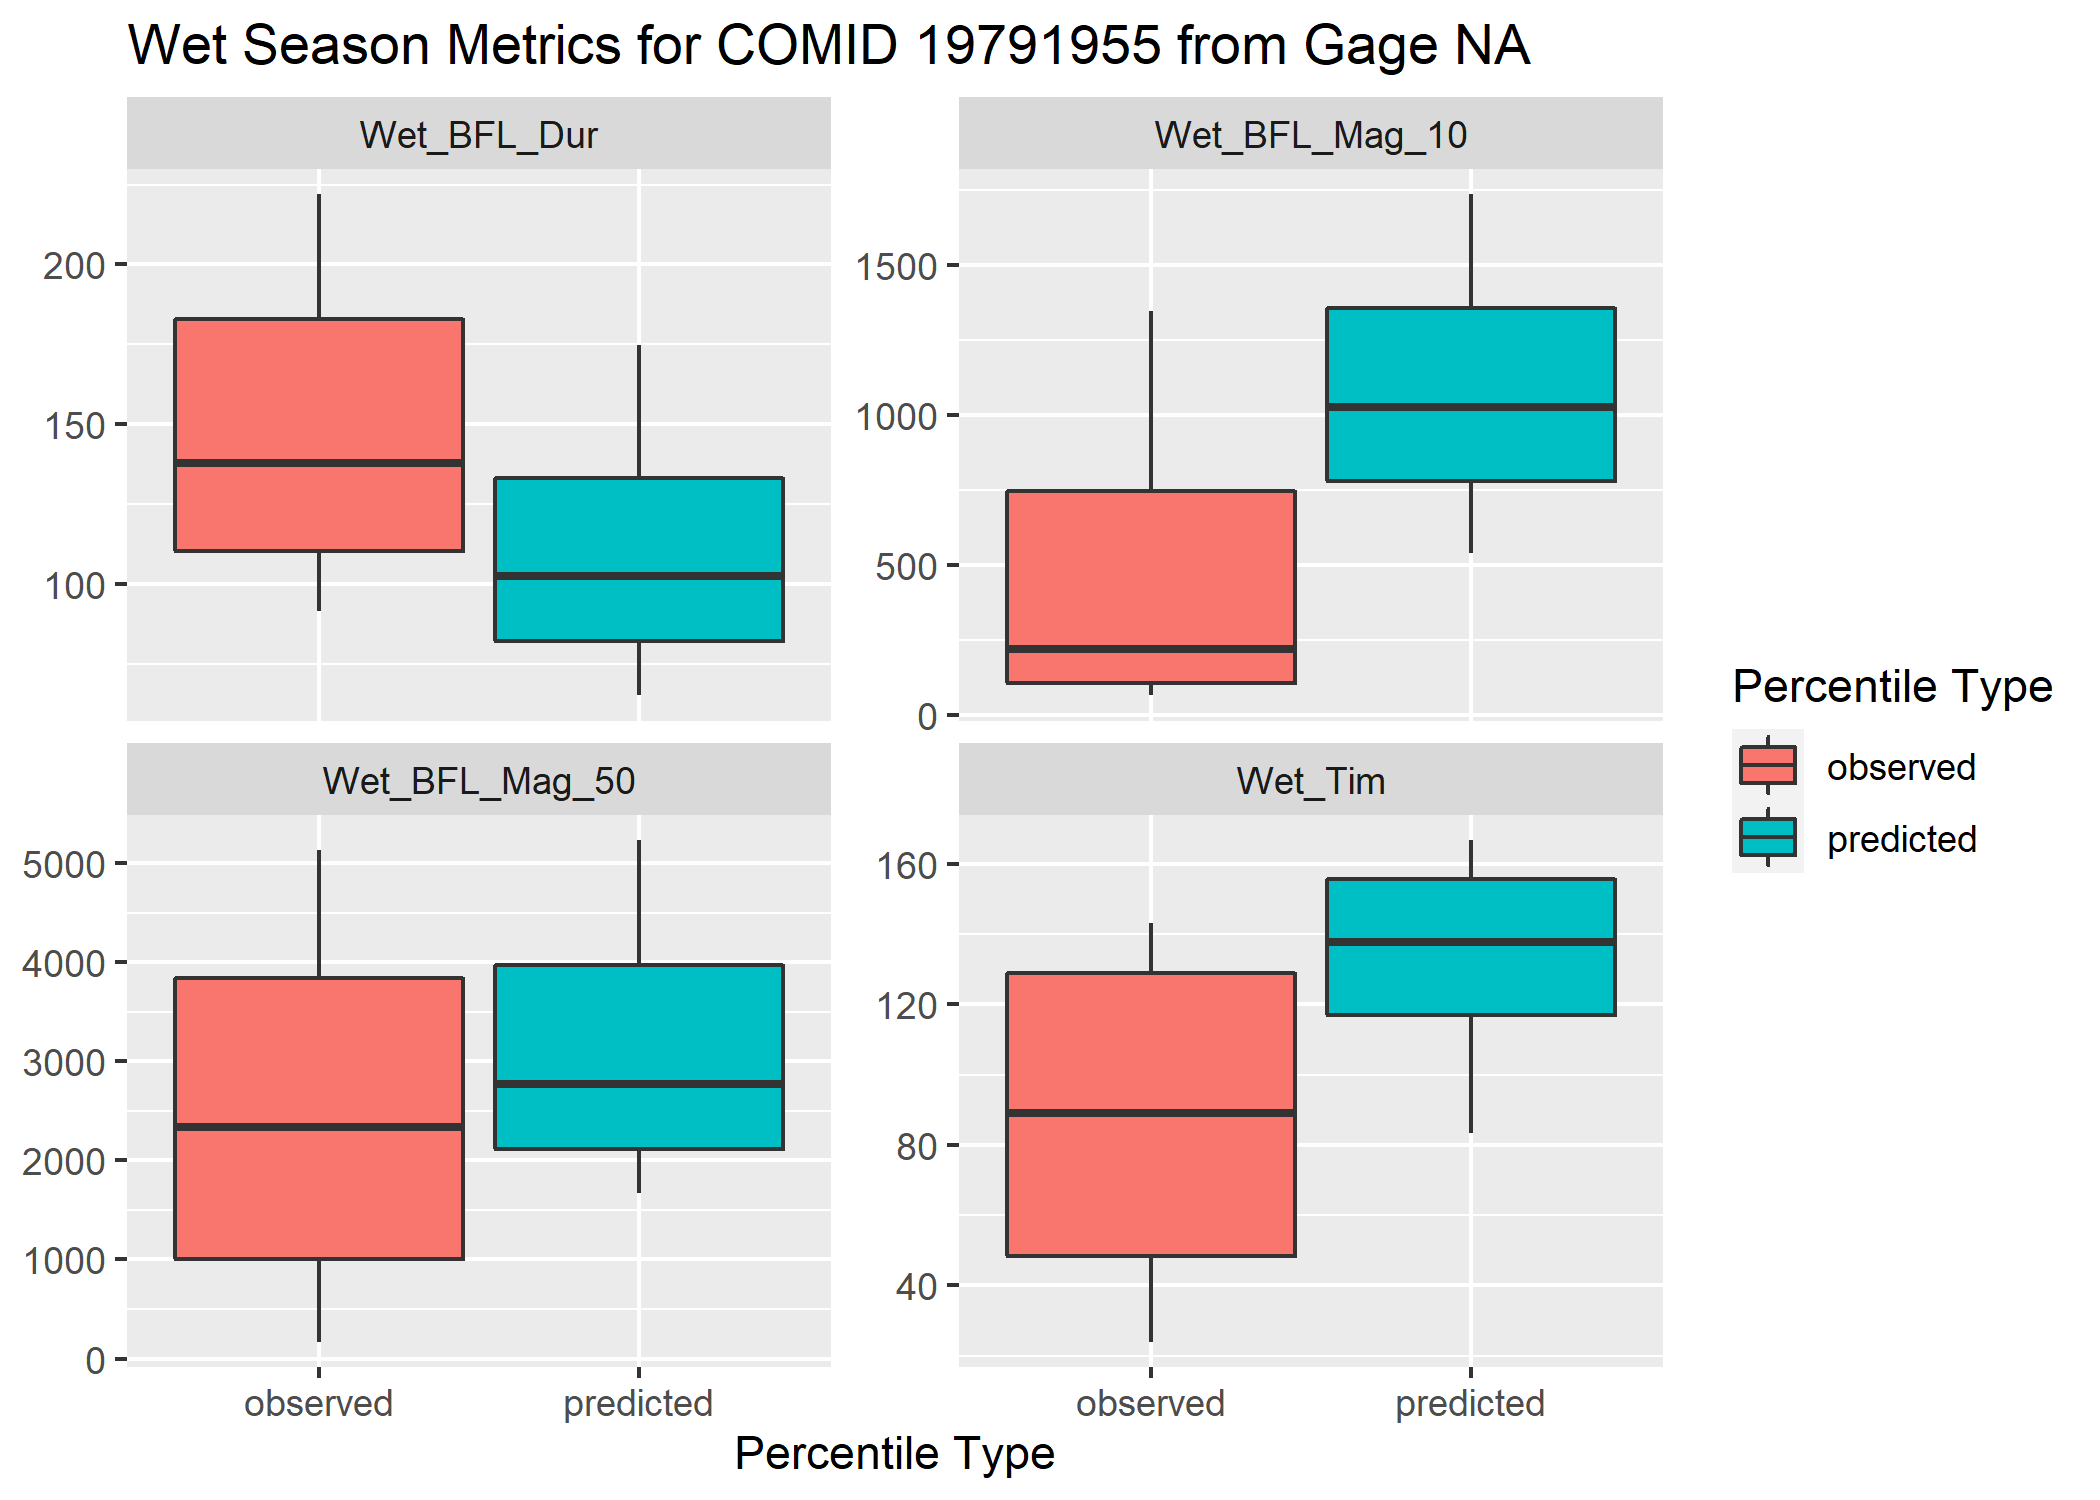 Wet Season Metrics for COMID 19791955 from Gage NA
Wet_BFL_Dur
200
150
100
Wet_BFL_Mag_10
1500
1000
500
0
Wet_BFL_Mag_50
5000
4000
3000
2000
1000
0
observed
predicted
Wet_Tim
160
120
80
40
observed
predicted
Percentile Type
Percentile Type
observed
predicted